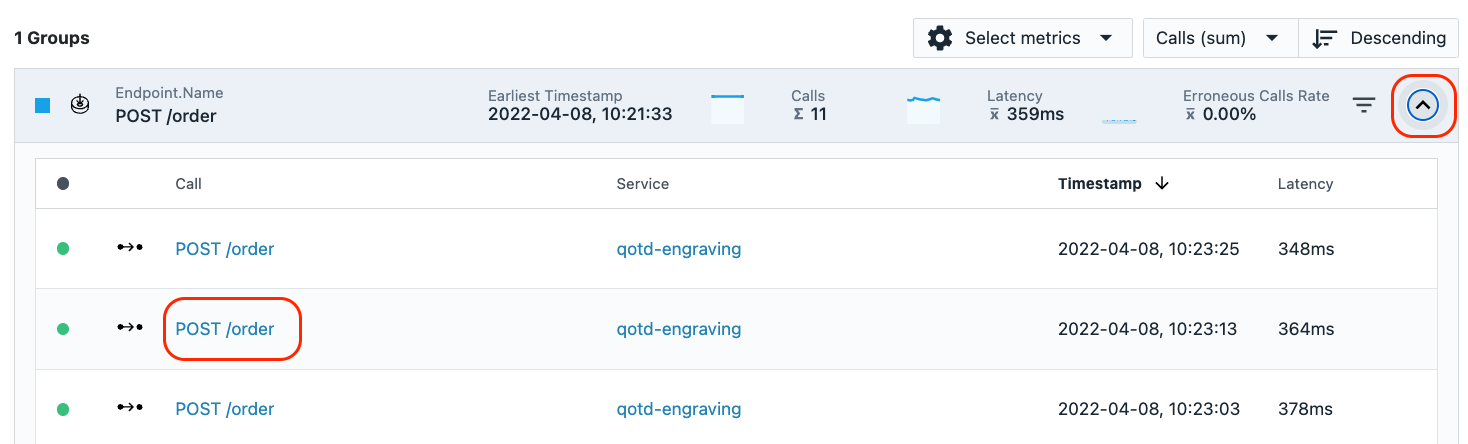 1 Groups
Select metrics
Calls (sum)
Descending
Endpoint.Name
POST /order
Earliest Timestamp
2022-04-08, 10:21:33
Calls
Σ 11
Latency
x̅ 359ms
Erroneous Calls Rate
x̅ 0.00%
Call Service Timestamp Latency
POST /order qotd-engraving 2022-04-08, 10:23:25 348ms
POST /order qotd-engraving 2022-04-08, 10:23:13 364ms
POST /order qotd-engraving 2022-04-08, 10:23:03 378ms